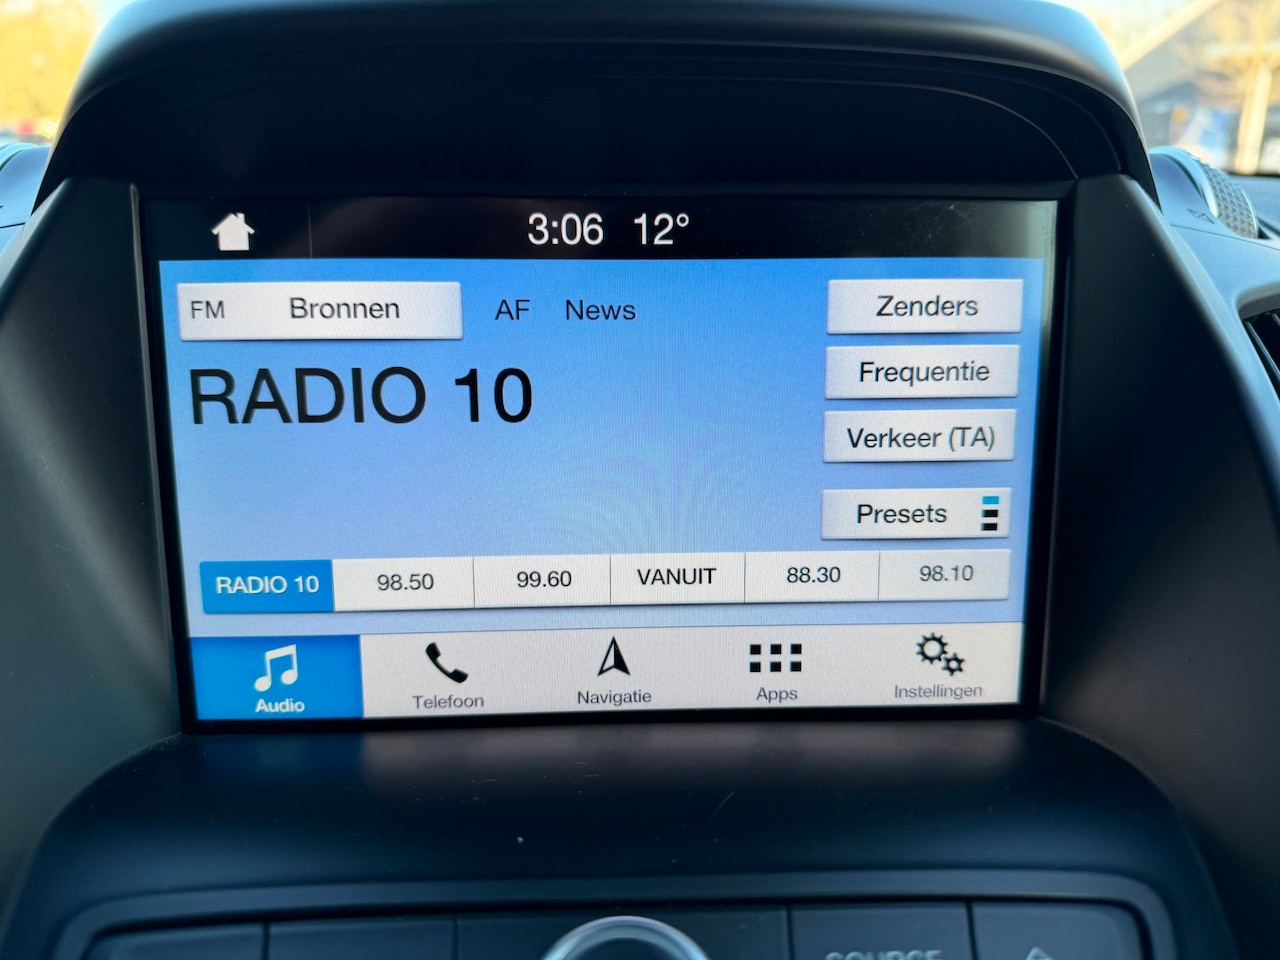 3:06 12°
FM Bronnen AF News Zenders
RADIO 10
Frequentie
Verkeer (TA)
Presets
RADIO 10 98.50 99.60 VANUIT 88.30 98.10
Audio Telefoon Navigatie Apps Instellingen
SOURCE